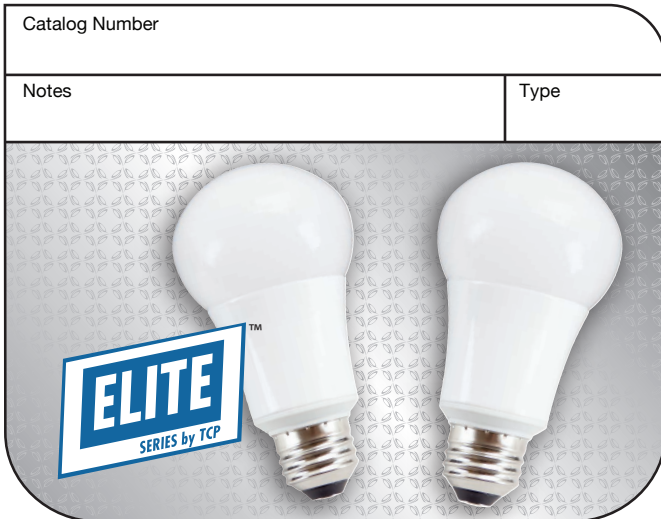 Catalog Number
Notes
Type
™
ELITE
SERIES by TCP